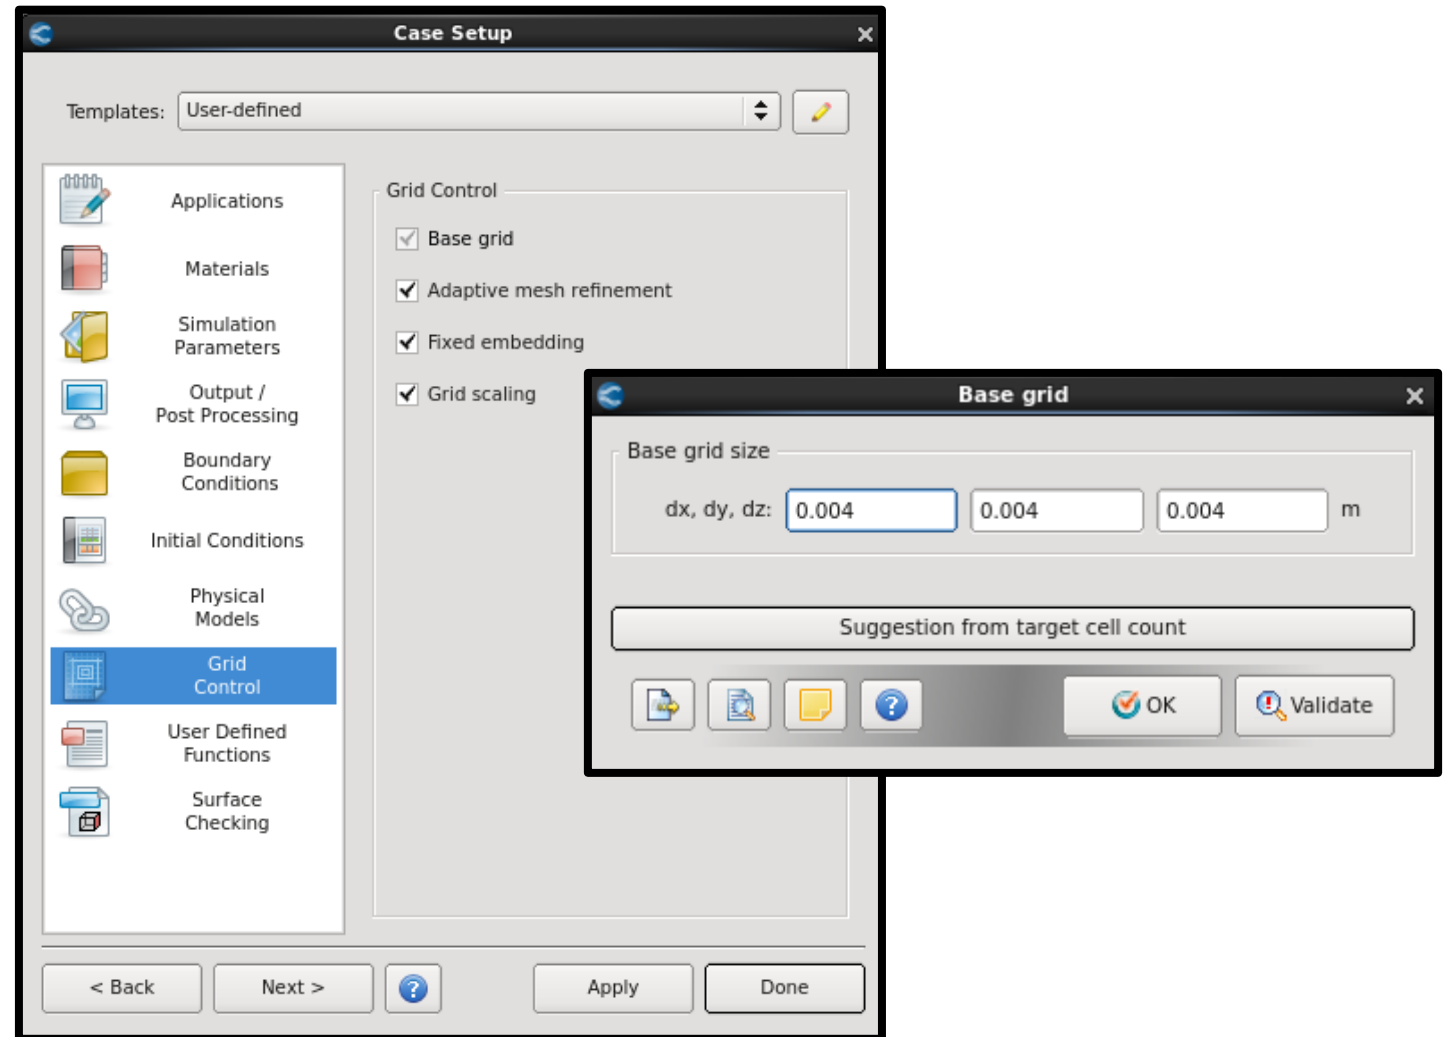 Case Setup
Templates: User-defined
Applications
Materials
Simulation
Parameters
Output /
Post Processing
Boundary
Conditions
Initial Conditions
Physical
Models
Grid
Control
User Defined
Functions
Surface
Checking
Grid Control
Base grid
Adaptive mesh refinement
Fixed embedding
Grid scaling
< Back
Next >
Apply
Done
Base grid
Base grid size
dx, dy, dz: 0.004 0.004 0.004 m
Suggestion from target cell count
OK
Validate